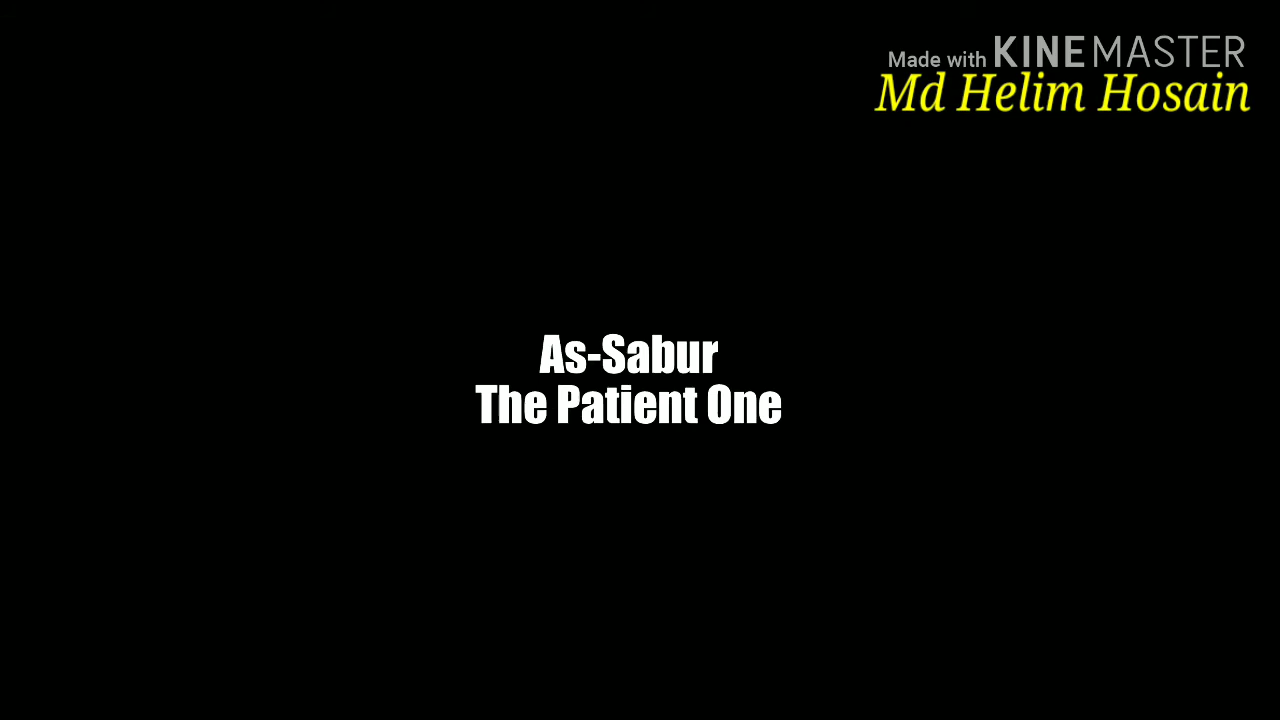 Made with KINEMASTER
Md Helim Hosain
As-Sabur
The Patient One